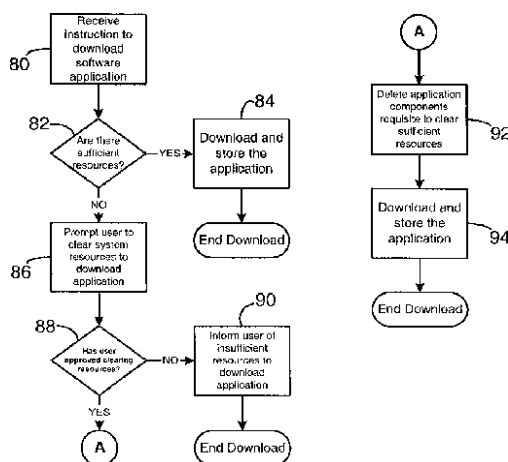 80
Receive
instruction to
download
software
application
82
Are there
sufficient
resources?
YES
84
Download and
store the
application
End Download
NO
86
Prompt user to
clear system
resources to
download
application
88
Has user
approved clearing
resources?
NO
90
Inform user of
insufficient
resources to
download
application
End Download
YES
A
A
Delete application
components
requisite to clear
sufficient
resources
92
Download and
store the
application
94
End Download